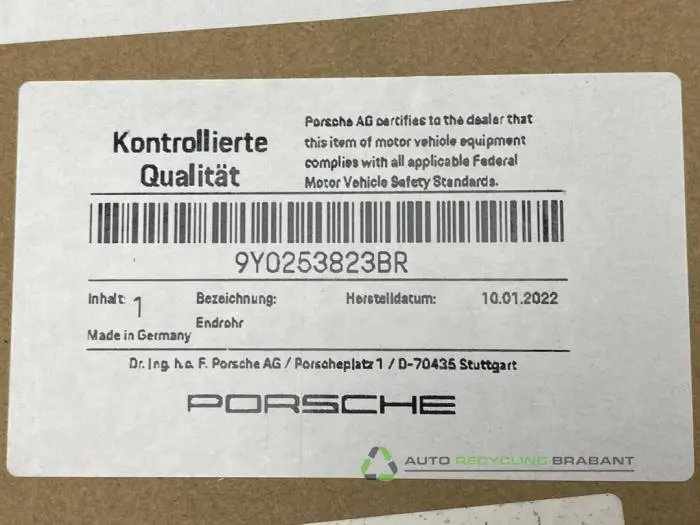 Kontrollierte
Qualität
Porsche AG certifies to the dealer that
this item of motor vehicle equipment
complies with all applicable Federal
Motor Vehicle Safety Standards.
9Y0253823BR
Inhalt: 1 Bezeichnung: Herstelldatum: 10.01.2022
Endrohr
Made in Germany
Dr. Ing. h.c. F. Porsche AG / Porscheplatz 1 / D-70435 Stuttgart
PORSCHE
AUTO RECYCLING BRABANT